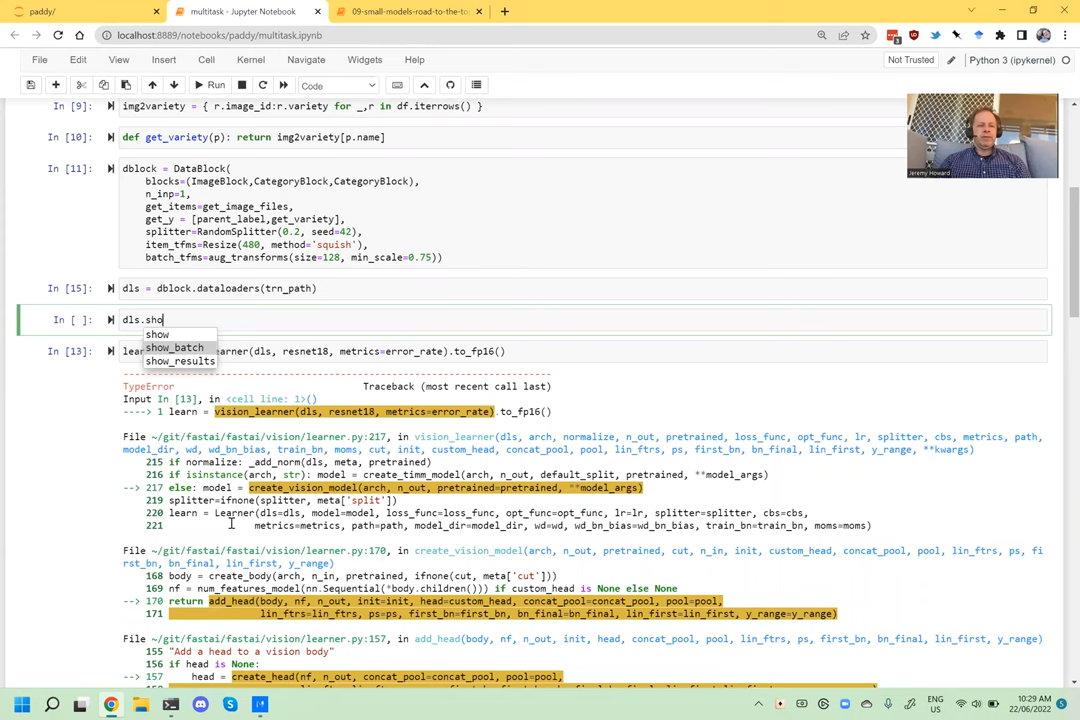 paddy/
multitask - Jupyter Notebook
09-small-models-road-to-the-to
localhost:8889/notebooks/paddy/multitask.ipynb
File Edit View Insert Cell Kernel Navigate Widgets Help
Not Trusted
Python 3 (ipykernel)
Run
Code
In [9]: img2variety = { r.image_id:r.variety for _,r in df.iterrows() }
In [10]: def get_variety(p): return img2variety[p.name]
In [11]: dblock = DataBlock(
blocks=(ImageBlock,CategoryBlock,CategoryBlock),
n_inp=1,
get_items=get_image_files,
get_y = [parent_label,get_variety],
splitter=RandomSplitter(0.2, seed=42),
item_tfms=Resize(480, method='squish'),
batch_tfms=aug_transforms(size=128, min_scale=0.75))
Jeremy Howard
In [15]: dls = dblock.dataloaders(trn_path)
In [ ]: dls.sho
show
show_batch
show_results
In [13]: lear
earner(dls, resnet18, metrics=error_rate).to_fp16()
TypeError Traceback (most recent call last)
Input In [13], in <cell line: 1>()
----> 1 learn = vision_learner(dls, resnet18, metrics=error_rate).to_fp16()
File ~/git/fastai/fastai/vision/learner.py:217, in vision_learner(dls, arch, normalize, n_out, pretrained, loss_func, opt_func, lr, splitter, cbs, metrics, path,
model_dir, wd, wd_bn_bias, train_bn, moms, cut, init, custom_head, concat_pool, pool, lin_ftrs, ps, first_bn, bn_final, lin_first, y_range, **kwargs)
215 if normalize: _add_norm(dls, meta, pretrained)
216 if isinstance(arch, str): model = create_timm_model(arch, n_out, default_split, pretrained, **model_args)
--> 217 else: model = create_vision_model(arch, n_out, pretrained=pretrained, **model_args)
219 splitter=ifnone(splitter, meta['split'])
220 learn = Learner(dls=dls, model=model, loss_func=loss_func, opt_func=opt_func, lr=lr, splitter=splitter, cbs=cbs,
221 metrics=metrics, path=path, model_dir=model_dir, wd=wd, wd_bn_bias=wd_bn_bias, train_bn=train_bn, moms=moms)
File ~/git/fastai/fastai/vision/learner.py:170, in create_vision_model(arch, n_out, pretrained, cut, n_in, init, custom_head, concat_pool, pool, lin_ftrs, ps, fi
rst_bn, bn_final, lin_first, y_range)
168 body = create_body(arch, n_in, pretrained, ifnone(cut, meta['cut']))
169 nf = num_features_model(nn.Sequential(*body.children())) if custom_head is None else None
--> 170 return add_head(body, nf, n_out, init=init, head=custom_head, concat_pool=concat_pool, pool=pool,
171 lin_ftrs=lin_ftrs, ps=ps, first_bn=first_bn, bn_final=bn_final, lin_first=lin_first, y_range=y_range)
File ~/git/fastai/fastai/vision/learner.py:157, in add_head(body, nf, n_out, init, head, concat_pool, pool, lin_ftrs, ps, first_bn, bn_final, lin_first, y_range)
155 "Add a head to a vision body"
156 if head is None:
--> 157 head = create_head(nf, n_out, concat_pool=concat_pool, pool=pool,
ENG
US
10:29 AM
22/06/2022